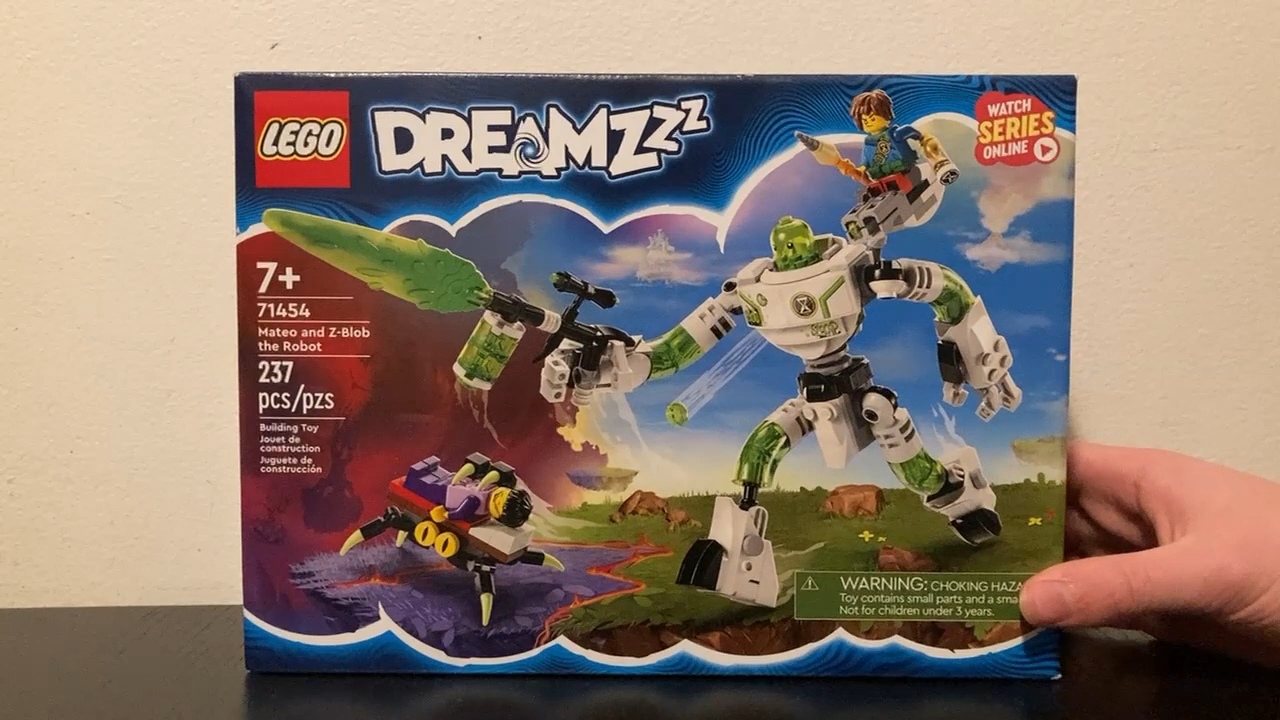 LEGO
DREAMZzz
WATCH
SERIES
ONLINE
7+
71454
Mateo and Z-Blob
the Robot
237
pcs/pzs
Building Toy
Jouet de
construction
Juguete de
construcción
WARNING: CHOKING HAZA
Toy contains small parts and a sma
Not for children under 3 years.